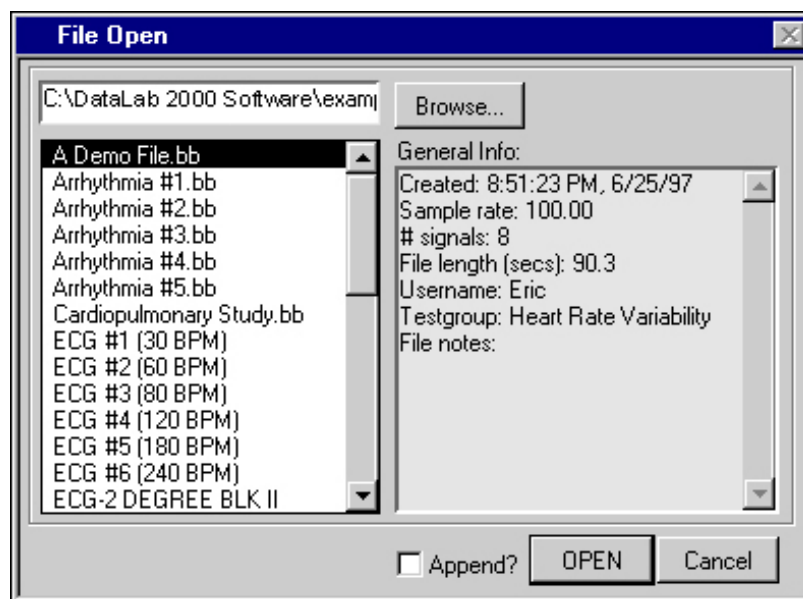 File Open
C:\DataLab 2000 Software\examp
Browse...
A Demo File.bb
Arrhythmia #1.bb
Arrhythmia #2.bb
Arrhythmia #3.bb
Arrhythmia #4.bb
Arrhythmia #5.bb
Cardiopulmonary Study.bb
ECG #1 (30 BPM)
ECG #2 (60 BPM)
ECG #3 (80 BPM)
ECG #4 (120 BPM)
ECG #5 (180 BPM)
ECG #6 (240 BPM)
ECG-2 DEGREE BLK II
General Info:
Created: 8:51:23 PM, 6/25/97
Sample rate: 100.00
# signals: 8
File length (secs): 90.3
Username: Eric
Testgroup: Heart Rate Variability
File notes:
Append?
OPEN
Cancel